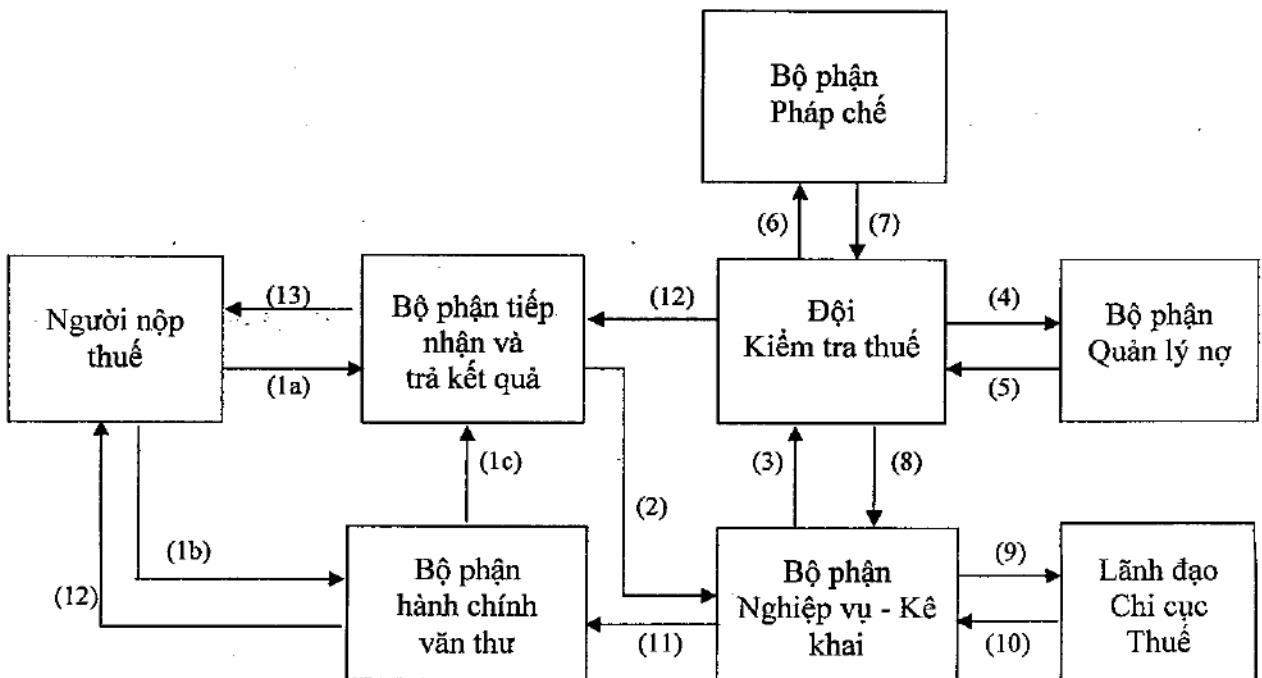 Bộ phận
Pháp chế
(6)
(7)
Người nộp
thuế
(13)
(1a)
Bộ phận tiếp
nhận và
trả kết quả
(12)
Đội
Kiểm tra thuế
(4)
(5)
Bộ phận
Quản lý nợ
(1c)
(2)
(3)
(8)
(12)
(1b)
Bộ phận
hành chính
văn thư
(11)
Bộ phận
Nghiệp vụ - Kê
khai
(9)
(10)
Lãnh đạo
Chi cục
Thuế